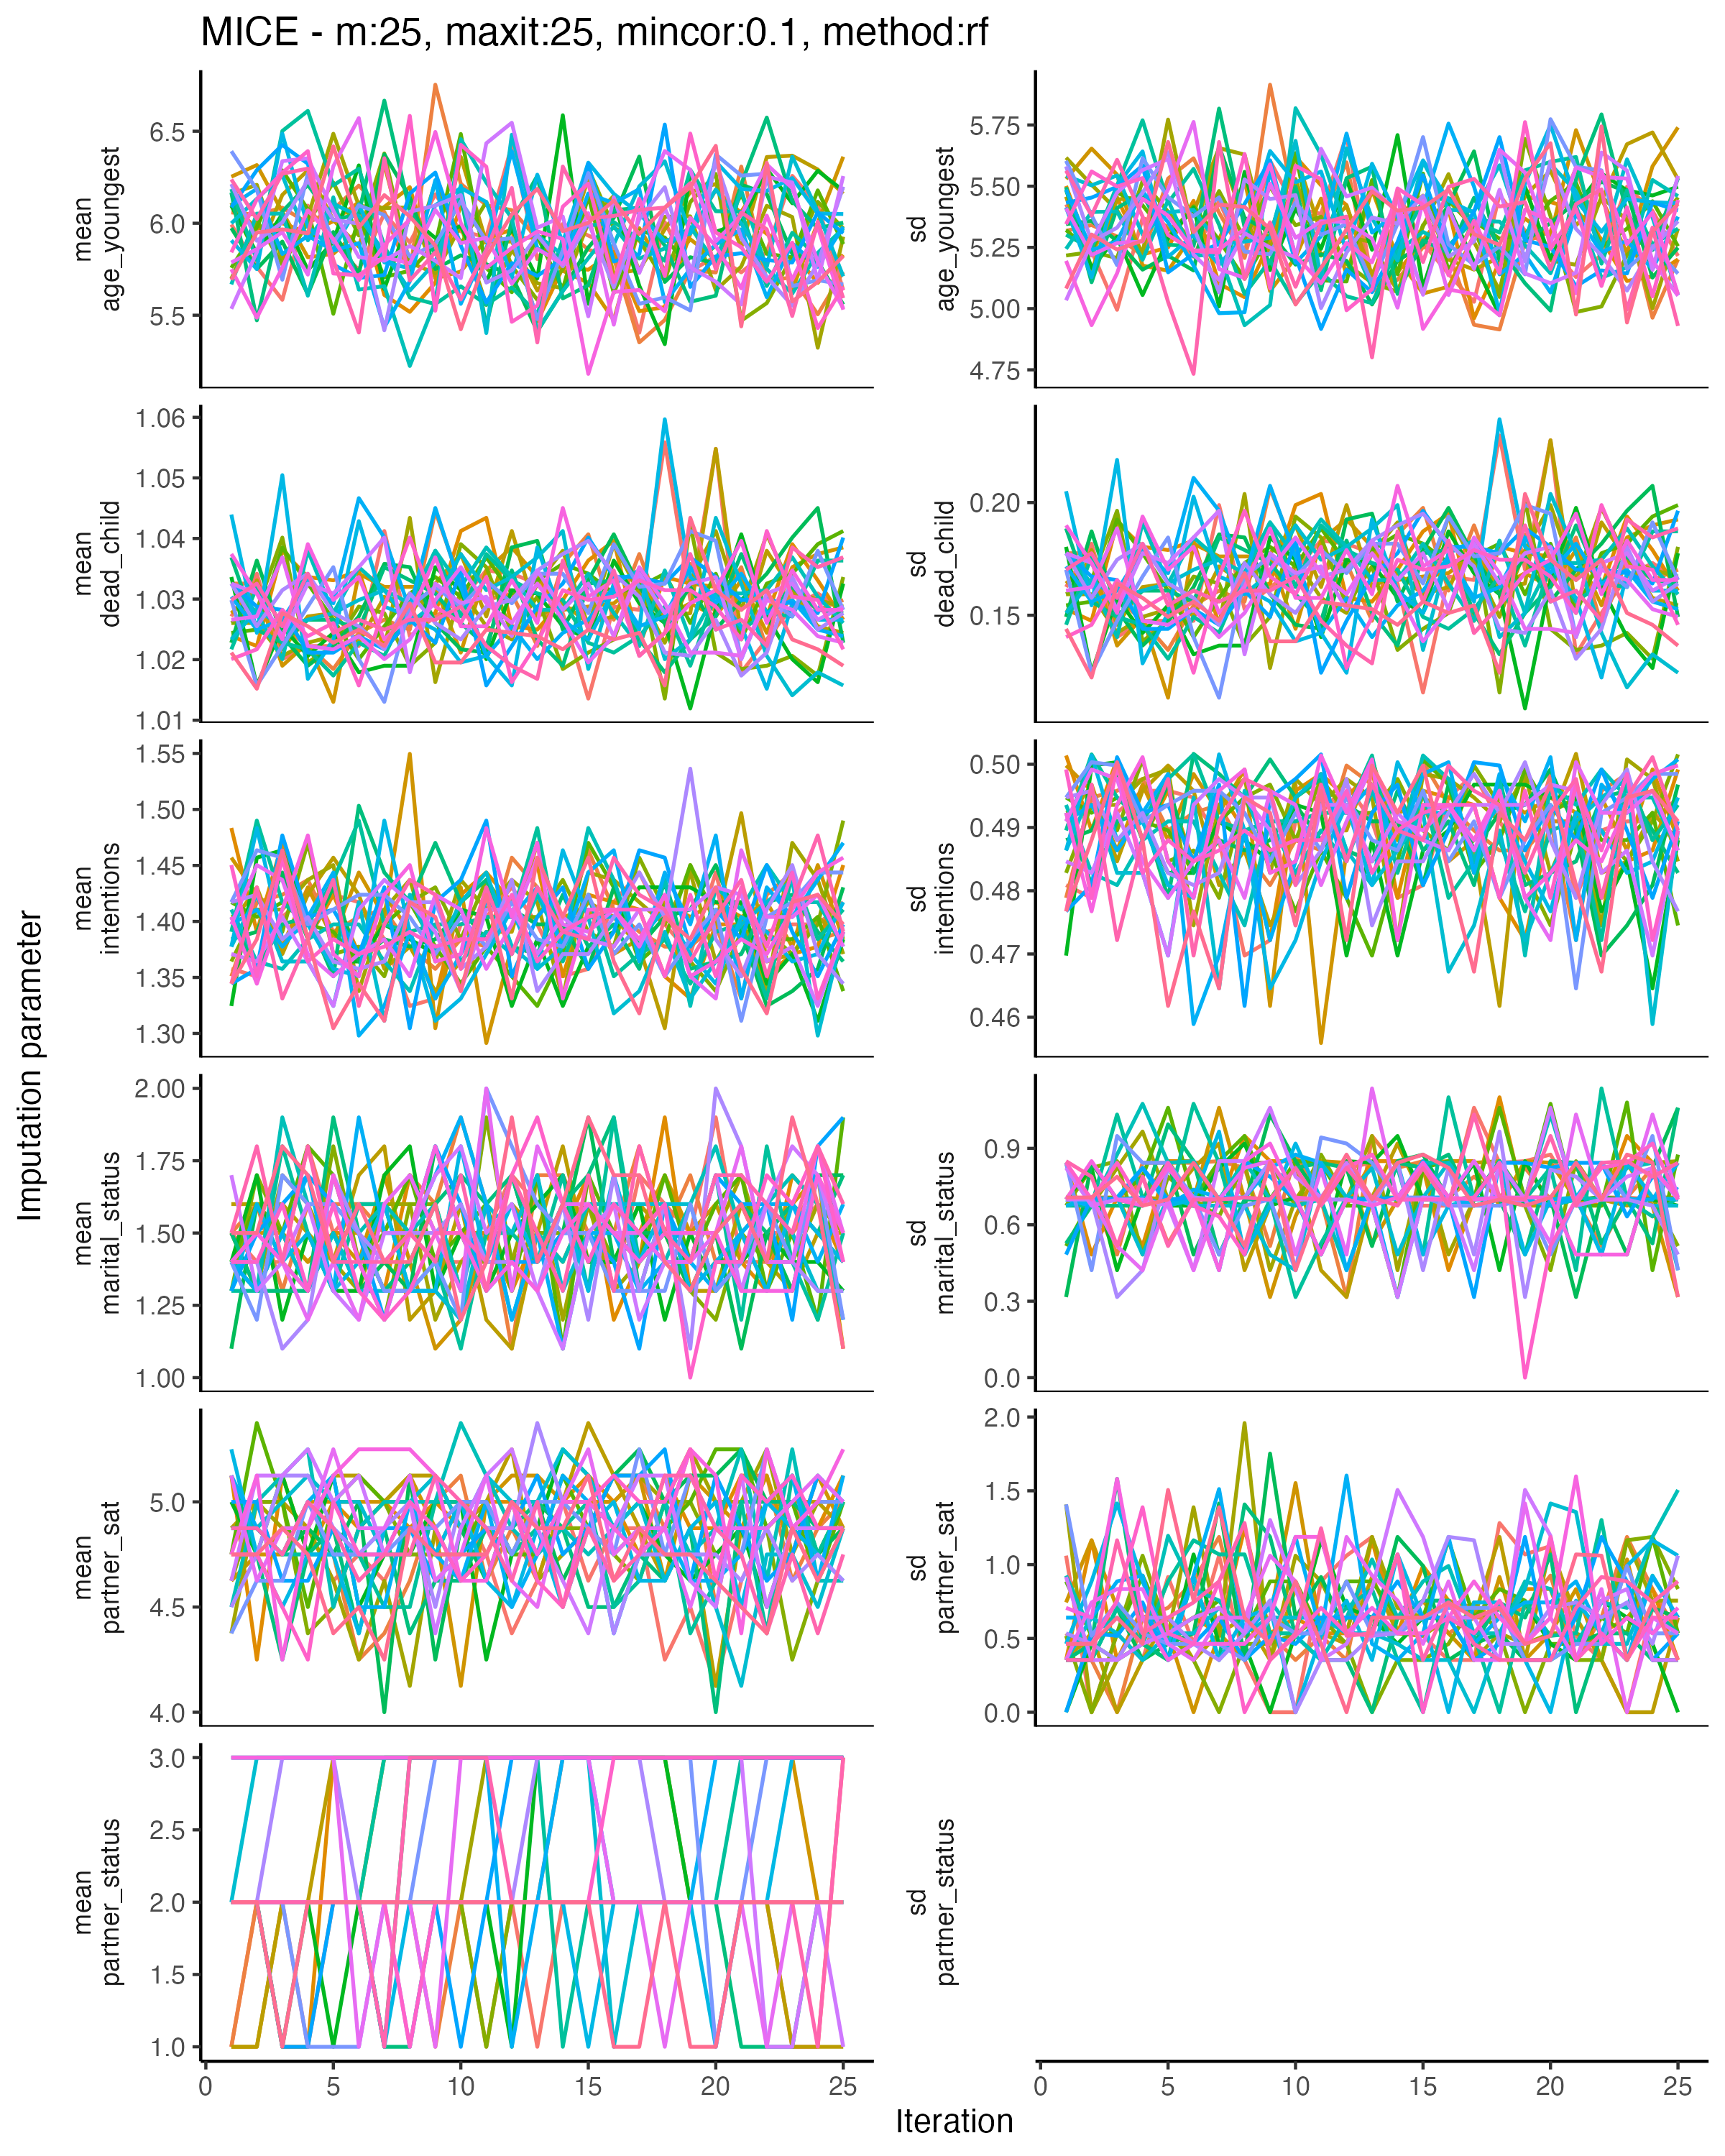 MICE - m:25, maxit:25, mincor:0.1, method:rf
Imputation parameter
mean
age_youngest
6.5
6.0
5.5
sd
age_youngest
5.75
5.50
5.25
5.00
4.75
mean
dead_child
1.06
1.05
1.04
1.03
1.02
1.01
sd
dead_child
0.20
0.15
mean
intentions
1.55
1.50
1.45
1.40
1.35
1.30
sd
intentions
0.50
0.49
0.48
0.47
0.46
mean
marital_status
2.00
1.75
1.50
1.25
1.00
sd
marital_status
0.9
0.6
0.3
0.0
mean
partner_sat
5.0
4.5
4.0
sd
partner_sat
2.0
1.5
1.0
0.5
0.0
mean
partner_status
3.0
2.5
2.0
1.5
1.0
sd
partner_status
0 5 10 15 20 25
0 5 10 15 20 25
Iteration